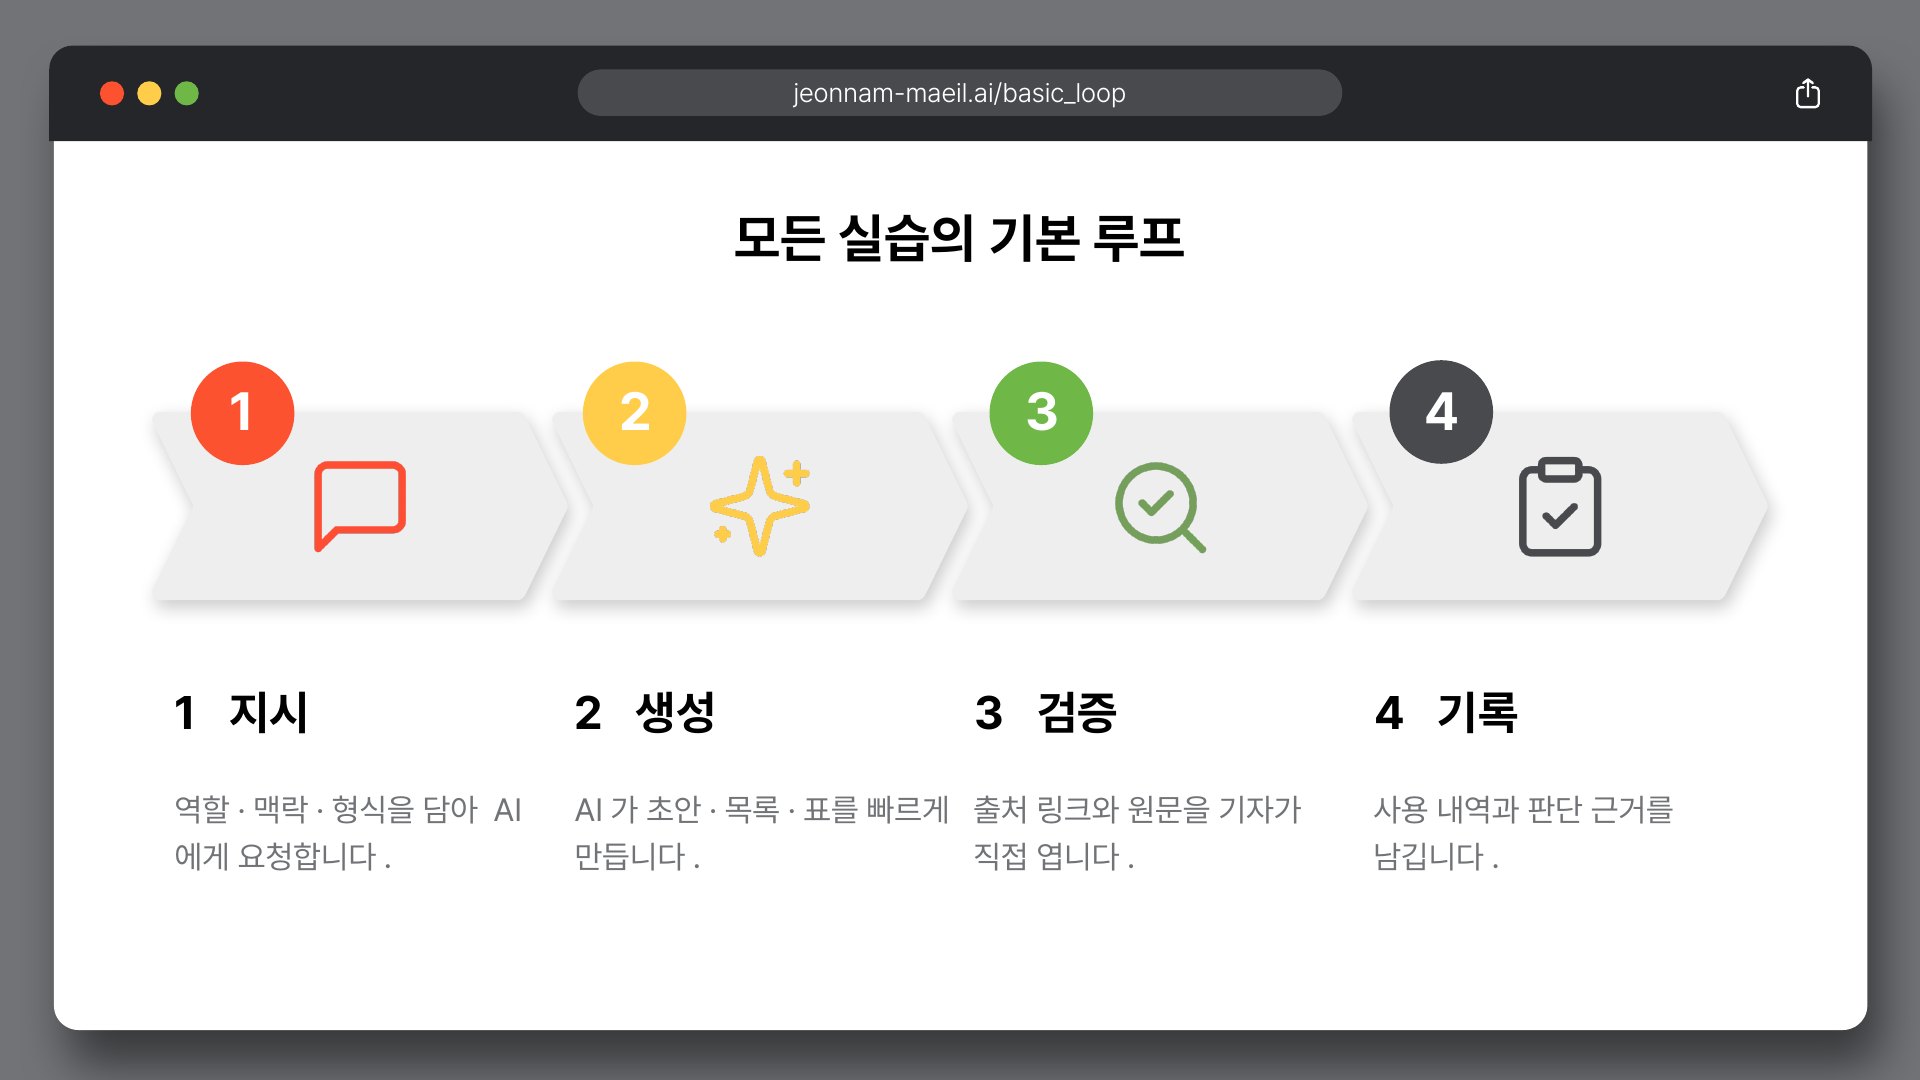 jeonnam-maeil.ai/basic_loop
모든 실습의 기본 루프
1
2
3
4
1 지시
역할 · 맥락 · 형식을 담아 AI
에게 요청합니다 .
2 생성
AI 가 초안 · 목록 · 표를 빠르게
만듭니다 .
3 검증
출처 링크와 원문을 기자가
직접 엽니다 .
4 기록
사용 내역과 판단 근거를
남깁니다 .